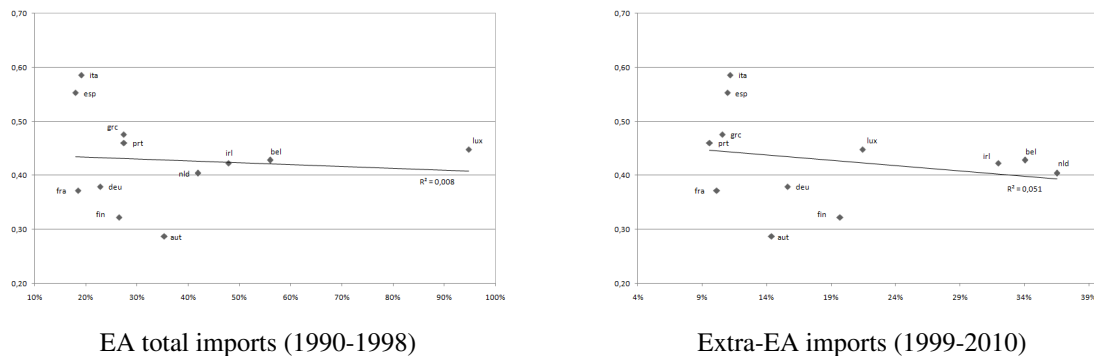 0,70
0,60
0,50
0,40
0,30
0,20
ita
esp
grc
prt
lux
irl
bel
nld
fra
deu
fin
aut
R² = 0,008
10% 20% 30% 40% 50% 60% 70% 80% 90% 100%
EA total imports (1990-1998)
0,70
0,60
0,50
0,40
0,30
0,20
ita
esp
grc
prt
lux
irl
bel
nld
fra
deu
fin
aut
R² = 0,051
4% 9% 14% 19% 24% 29% 34% 39%
Extra-EA imports (1999-2010)